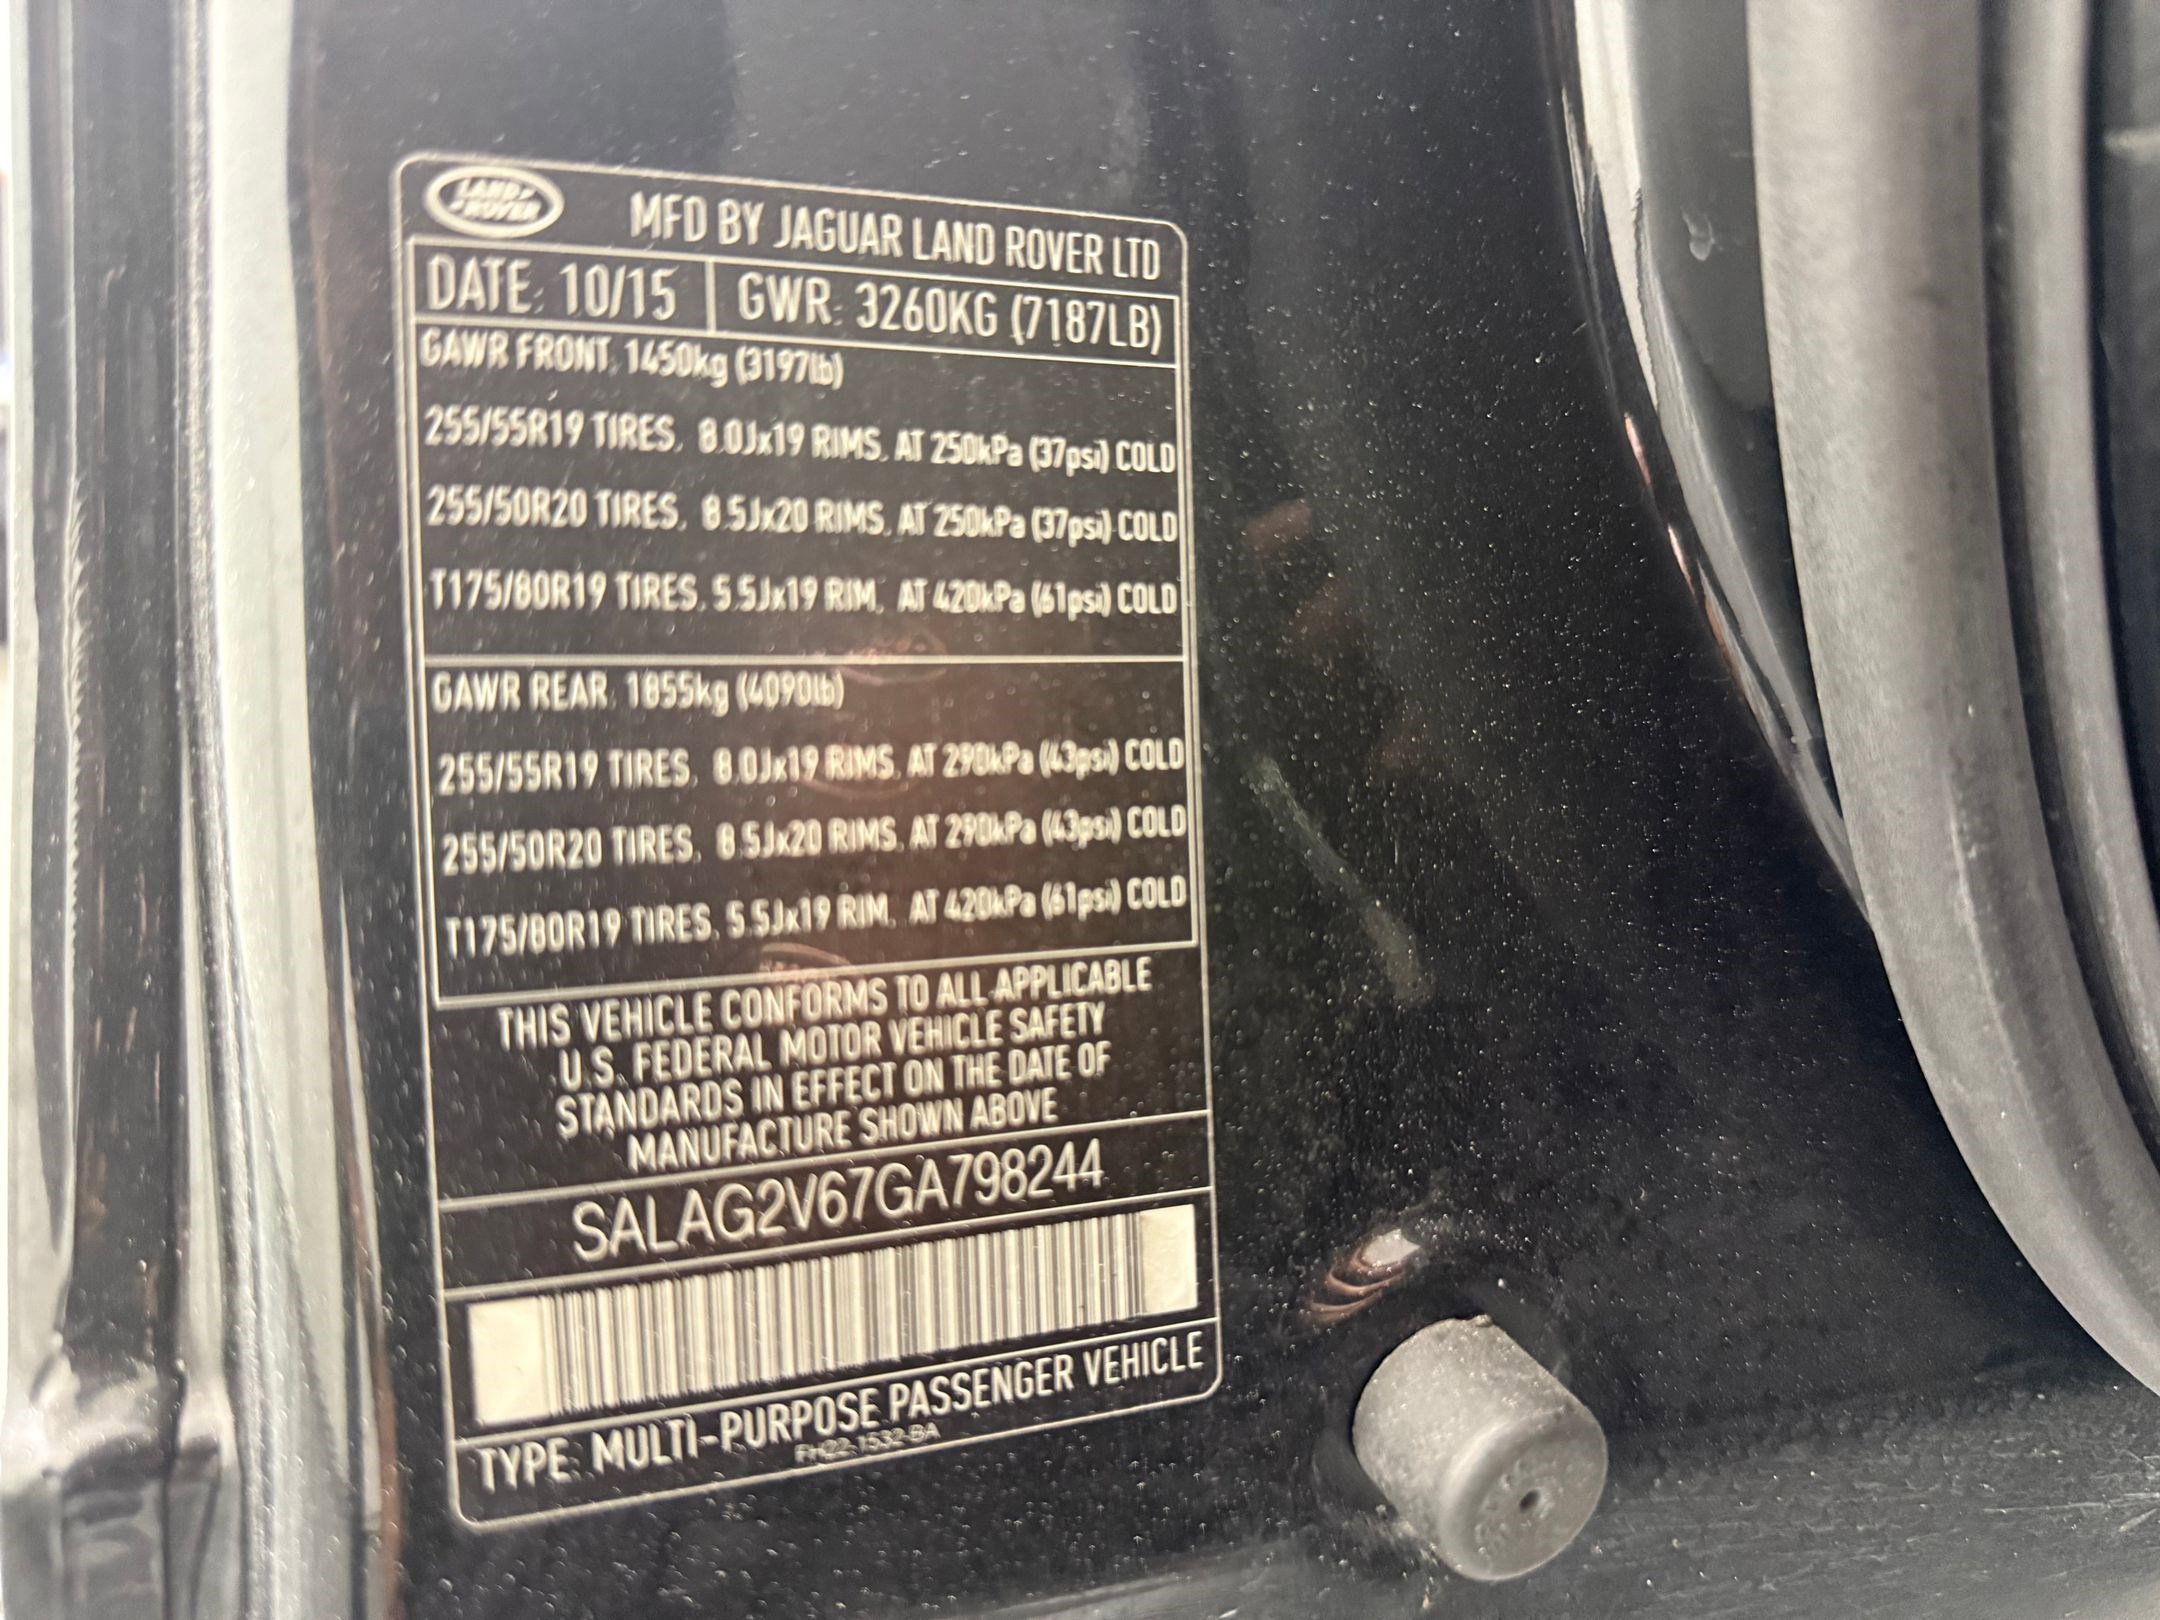 LAND ROVER
MFD BY JAGUAR LAND ROVER LTD
DATE: 10/15 GWR: 3260KG (7187LB)
GAWR FRONT: 1450kg (3197lb)
255/55R19 TIRES, 8.0Jx19 RIMS, AT 250kPa (37psi) COLD
255/50R20 TIRES, 8.5Jx20 RIMS, AT 250kPa (37psi) COLD
T175/80R19 TIRES, 5.5Jx19 RIM, AT 420kPa (61psi) COLD
GAWR REAR: 1855kg (4090lb)
255/55R19 TIRES, 8.0Jx19 RIMS, AT 290kPa (43psi) COLD
255/50R20 TIRES, 8.5Jx20 RIMS, AT 290kPa (43psi) COLD
T175/80R19 TIRES, 5.5Jx19 RIM, AT 420kPa (61psi) COLD
THIS VEHICLE CONFORMS TO ALL APPLICABLE
U.S. FEDERAL MOTOR VEHICLE SAFETY
STANDARDS IN EFFECT ON THE DATE OF
MANUFACTURE SHOWN ABOVE
SALAG2V67GA798244
TYPE: MULTI-PURPOSE PASSENGER VEHICLE
FH22-1532-BA